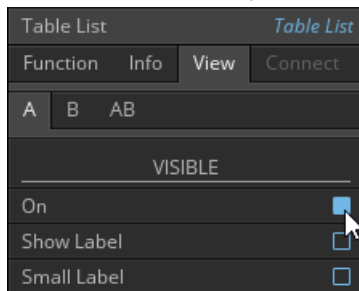 Table List Table List
Function Info View Connect
A B AB
VISIBLE
On
Show Label
Small Label